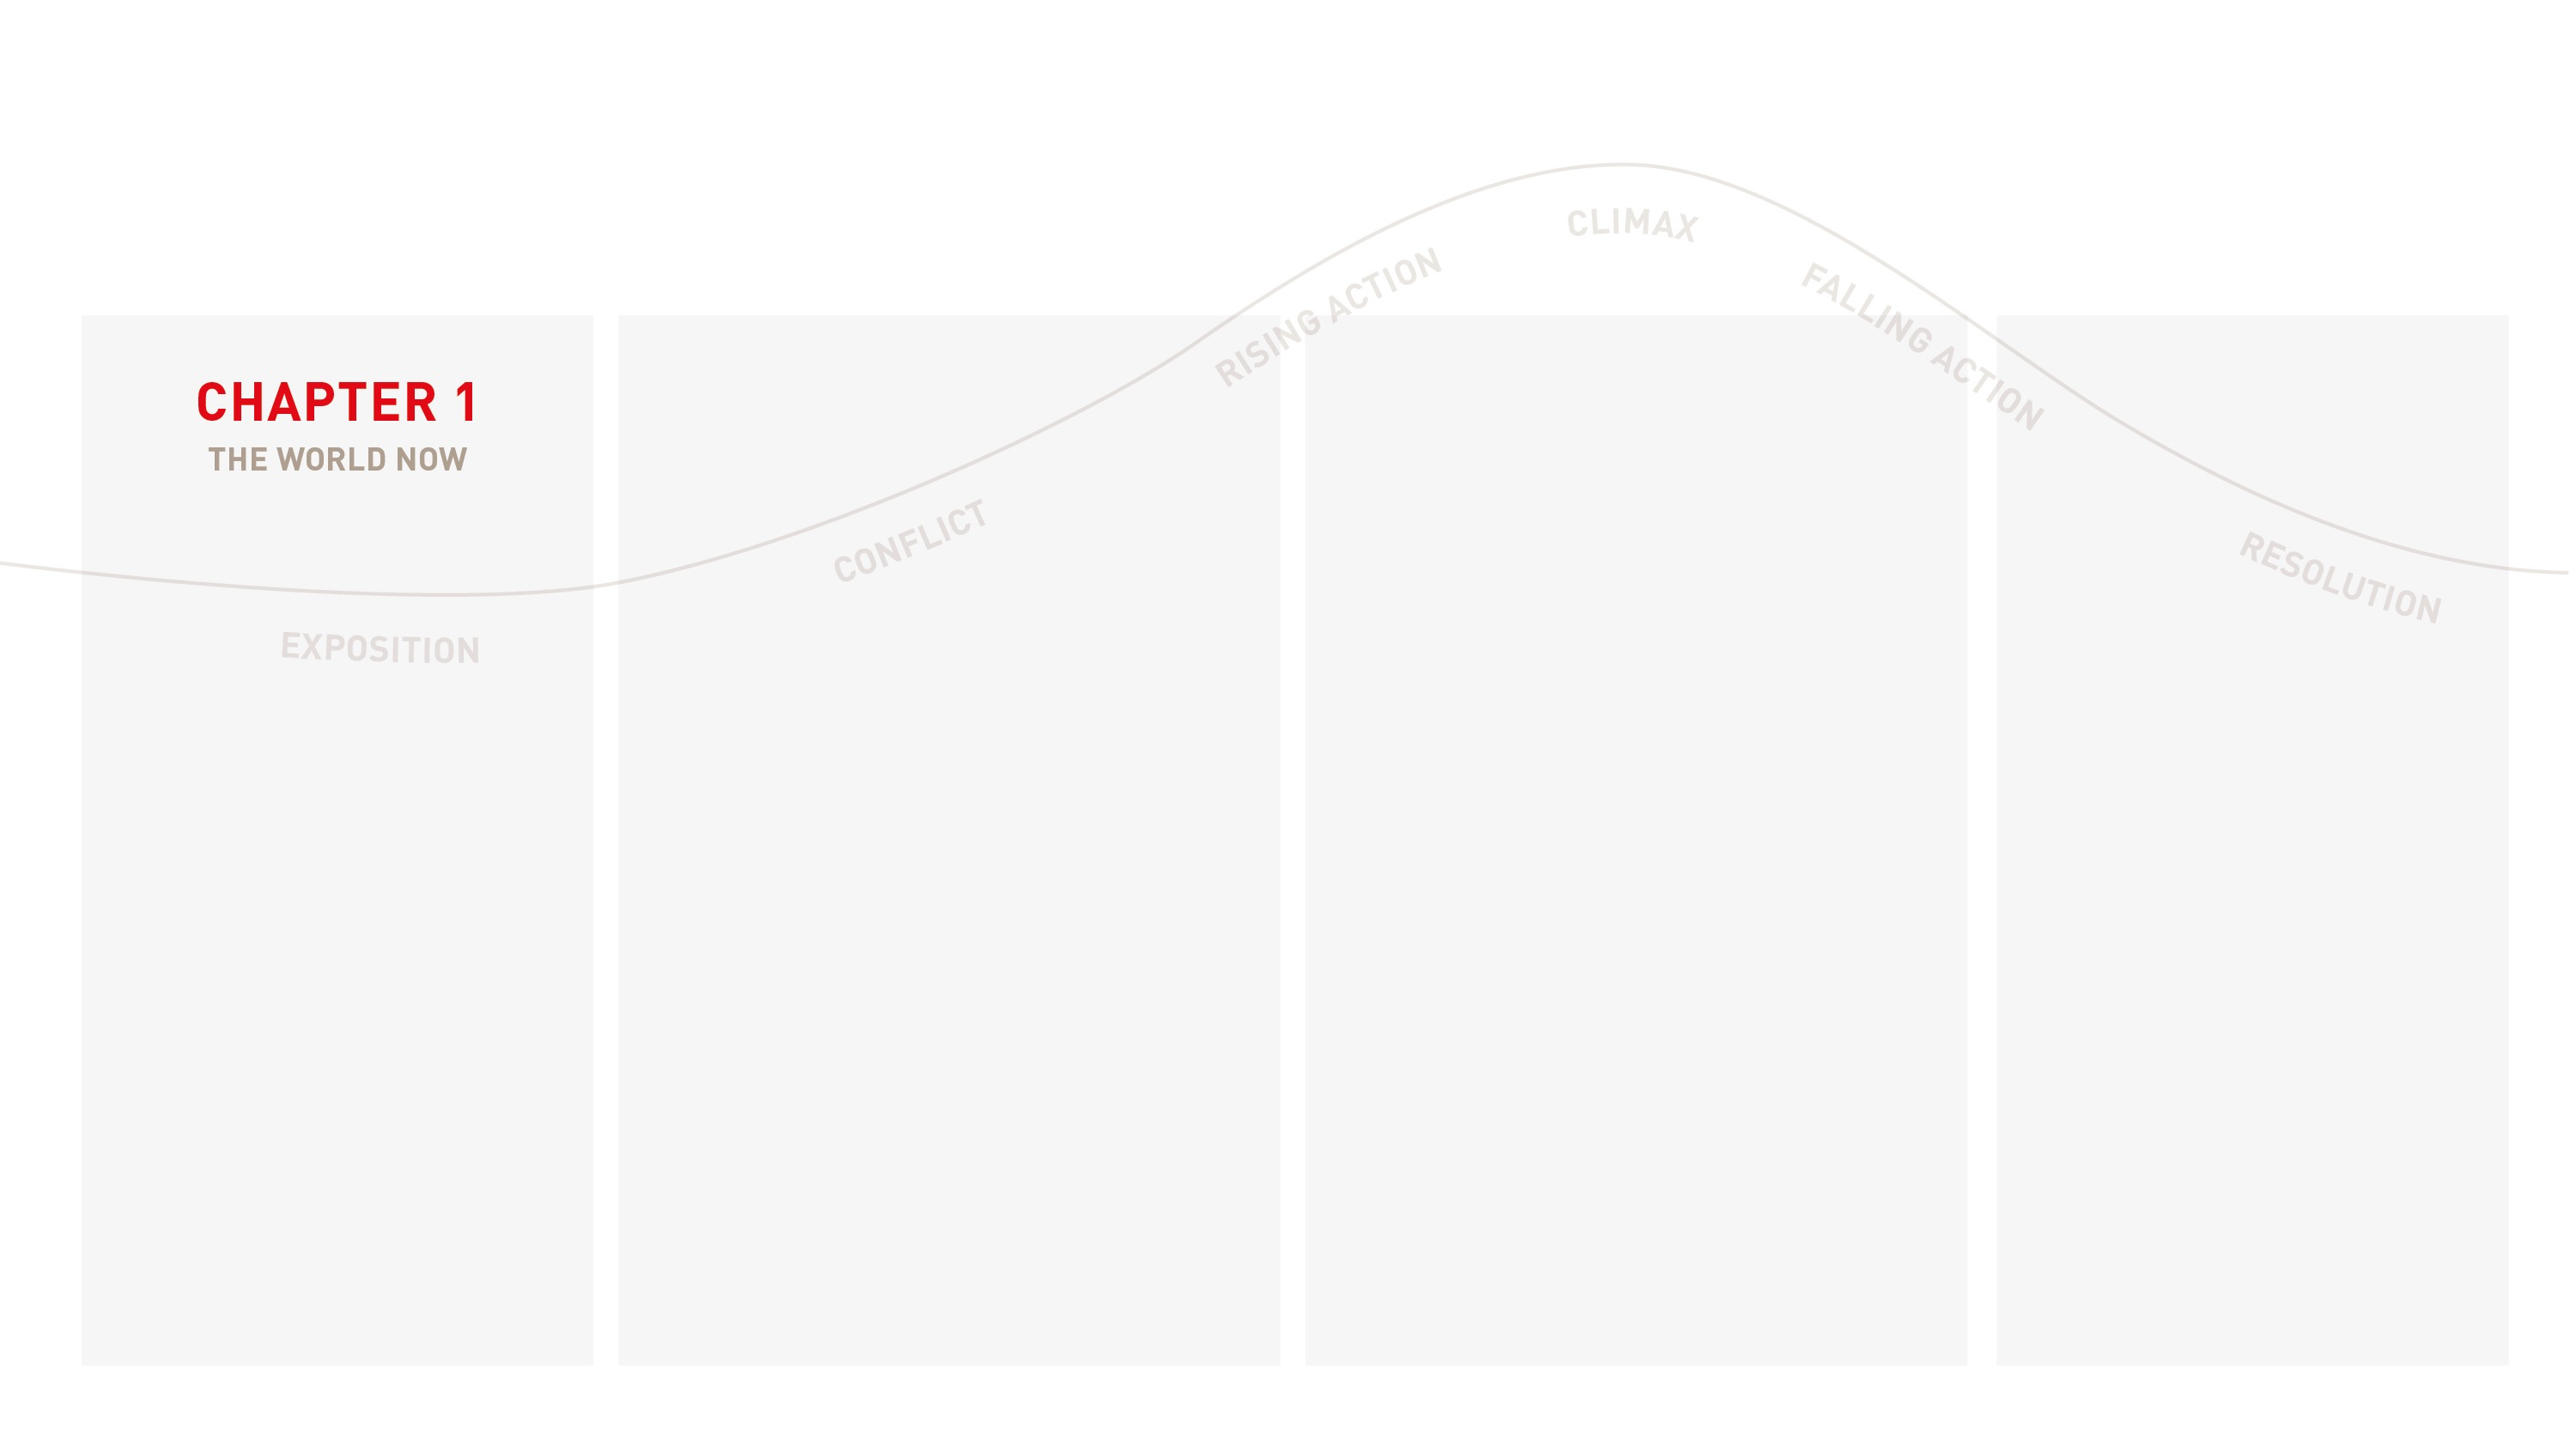 CHAPTER 1
THE WORLD NOW
EXPOSITION
CONFLICT
RISING ACTION
CLIMAX
FALLING ACTION
RESOLUTION